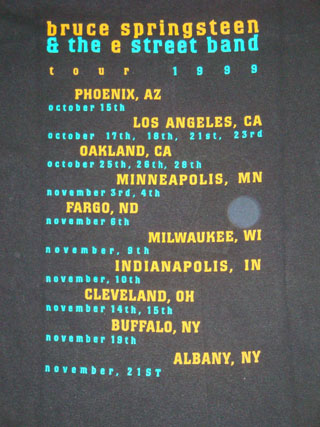 bruce springsteen
& the e street band
tour 1999
PHOENIX, AZ
october 15th
LOS ANGELES, CA
october 17th, 18th, 21st, 23rd
OAKLAND, CA
october 25th, 26th, 28th
MINNEAPOLIS, MN
november 3rd, 4th
FARGO, ND
november 6th
MILWAUKEE, WI
november, 9th
INDIANAPOLIS, IN
november, 10th
CLEVELAND, OH
november 14th, 15th
BUFFALO, NY
november 19th
ALBANY, NY
november, 21ST